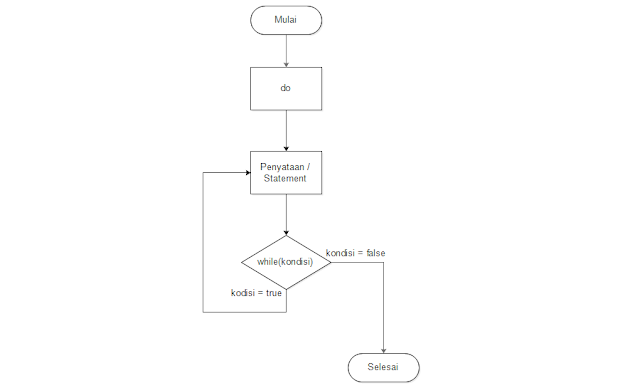 Mulai
do
Penyataan /
Statement
while(kondisi)
kondisi = false
kodisi = true
Selesai